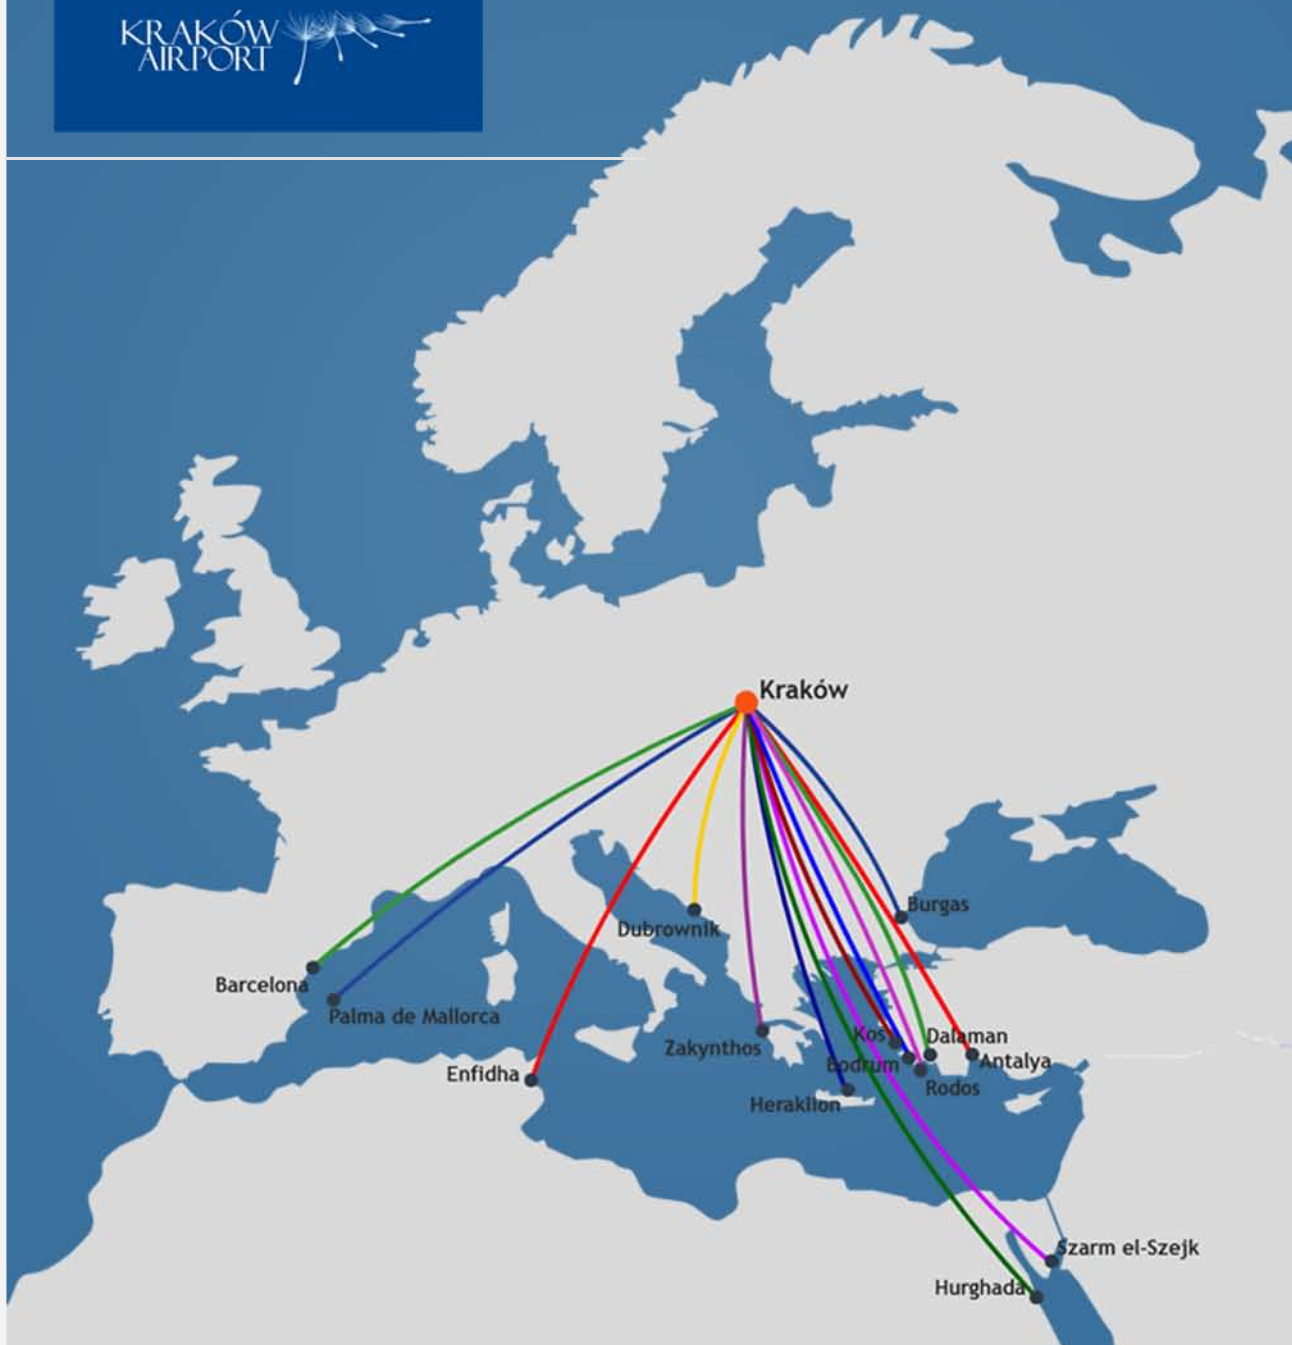 KRAKÓW
AIRPORT
Kraków
Burgas
Dubrownik
Barcelona
Palma de Mallorca
Kos
Dalaman
Zakynthos
Bodrum
Antalya
Enfidha
Rodos
Heraklion
Szarm el-Szejk
Hurghada